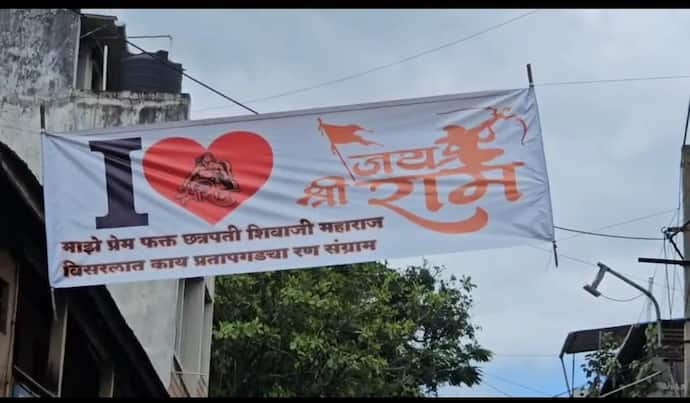 I
जय
श्री राम
माझे प्रेम फक्त छत्रपती शिवाजी महाराज
विसरलात काय प्रतापगडचा रण संग्राम